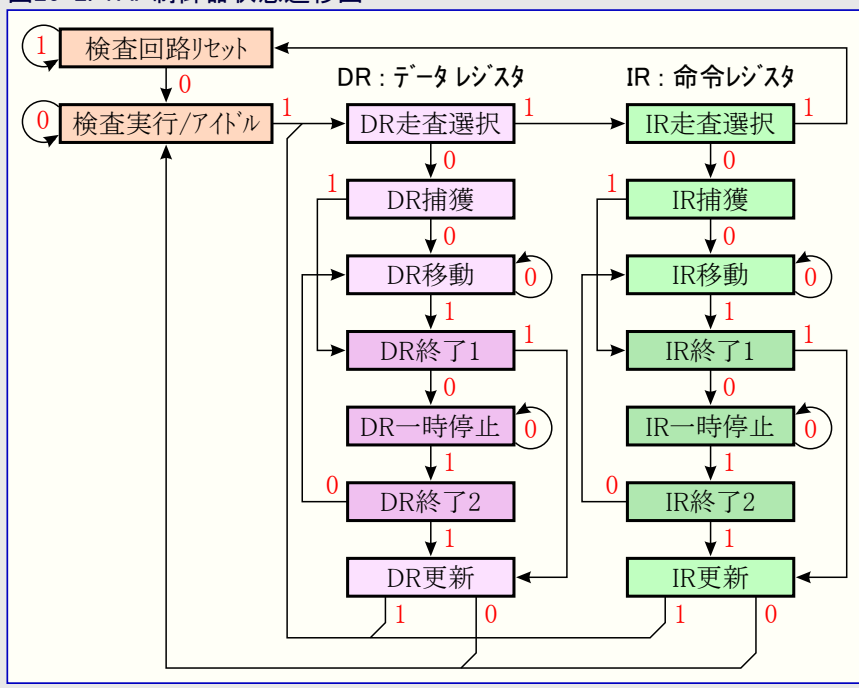 1 検査回路リセット
0
DR : データ レジスタ IR : 命令レジスタ
0 検査実行/アイドル 1 DR走査選択 1 IR走査選択 1
0 0
1 DR捕獲 1 IR捕獲
0 0
DR移動 0 IR移動 0
1 1
DR終了1 1 IR終了1 1
0 0
DR一時停止 0 IR一時停止 0
1 1
0 DR終了2 0 IR終了2
1 1
DR更新 IR更新
1 0 1 0